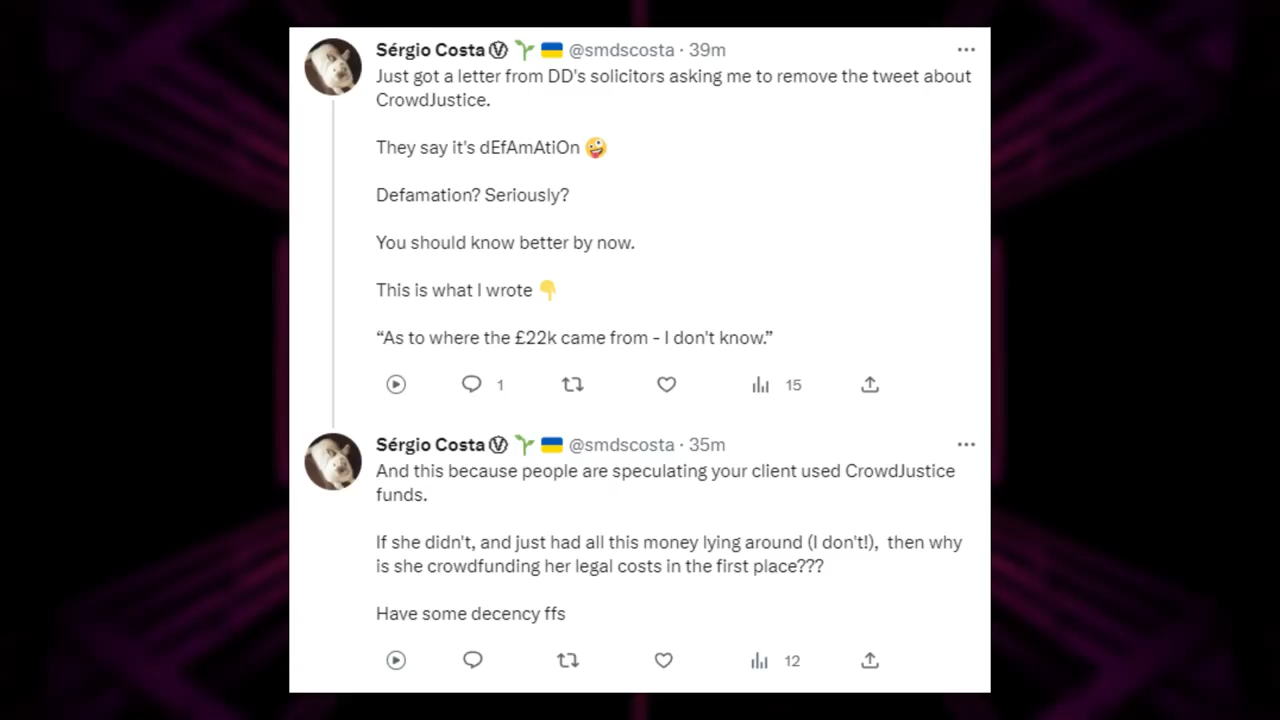 Sérgio Costa Ⓥ 🌱 🇺🇦 @smdscosta · 39m
Just got a letter from DD's solicitors asking me to remove the tweet about
CrowdJustice.
They say it's dEfAmAtiOn 🤪
Defamation? Seriously?
You should know better by now.
This is what I wrote 👇
“As to where the £22k came from - I don't know.”
1 15
Sérgio Costa Ⓥ 🌱 🇺🇦 @smdscosta · 35m
And this because people are speculating your client used CrowdJustice
funds.
If she didn't, and just had all this money lying around (I don't!), then why
is she crowdfunding her legal costs in the first place???
Have some decency ffs
12